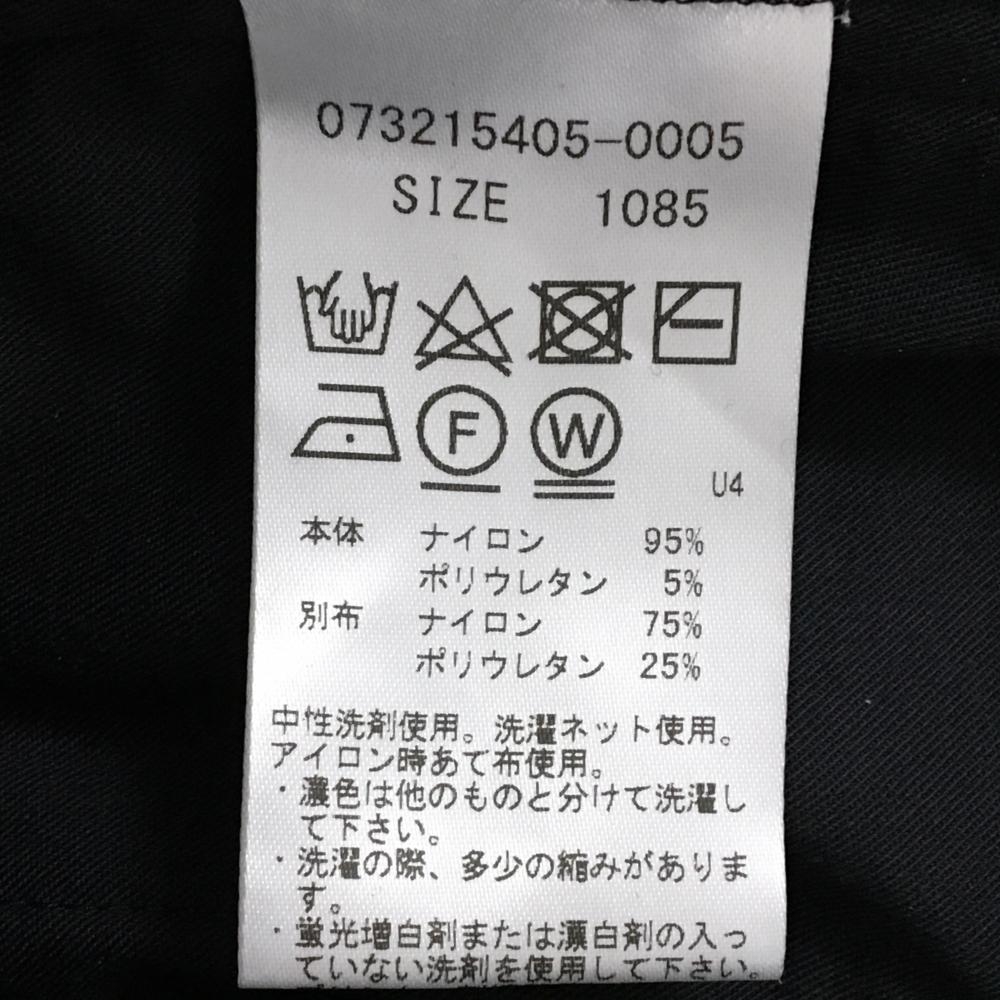 073215405-0005
SIZE 1085
F W
U4
本体 ナイロン 95%
ポリウレタン 5%
別布 ナイロン 75%
ポリウレタン 25%
中性洗剤使用。洗濯ネット使用。
アイロン時あて布使用。
・濃色は他のものと分けて洗濯し
て下さい。
・洗濯の際、多少の縮みがありま
す。
・蛍光増白剤または漂白剤の入っ
ていない洗剤を使用して下さい。